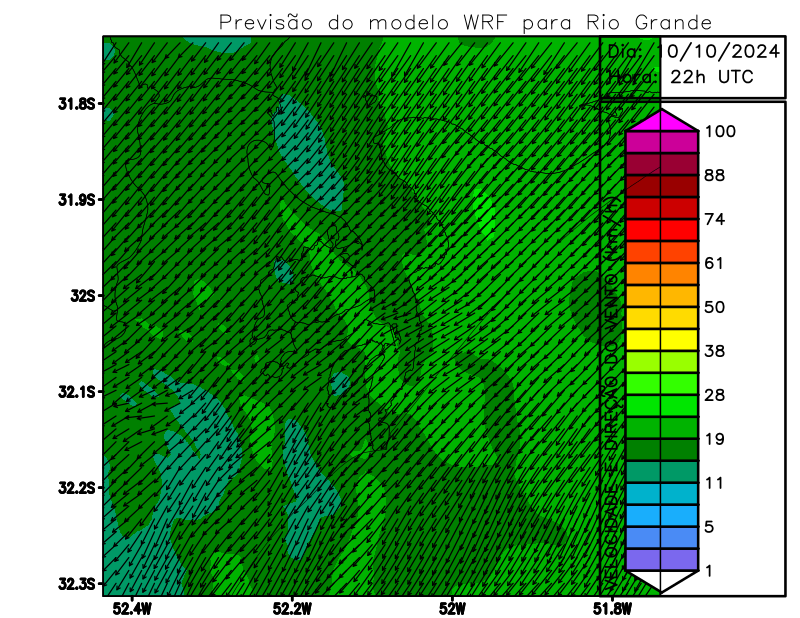 Previsão do modelo WRF para Rio Grande
Dia: 10/10/2024
Hora: 22h UTC
31.8S
31.9S
32S
32.1S
32.2S
32.3S
52.4W
52.2W
52W
51.8W
VELOCIDADE E DIREÇÃO DO VENTO (km/h)
100
88
74
61
50
38
28
19
11
5
1